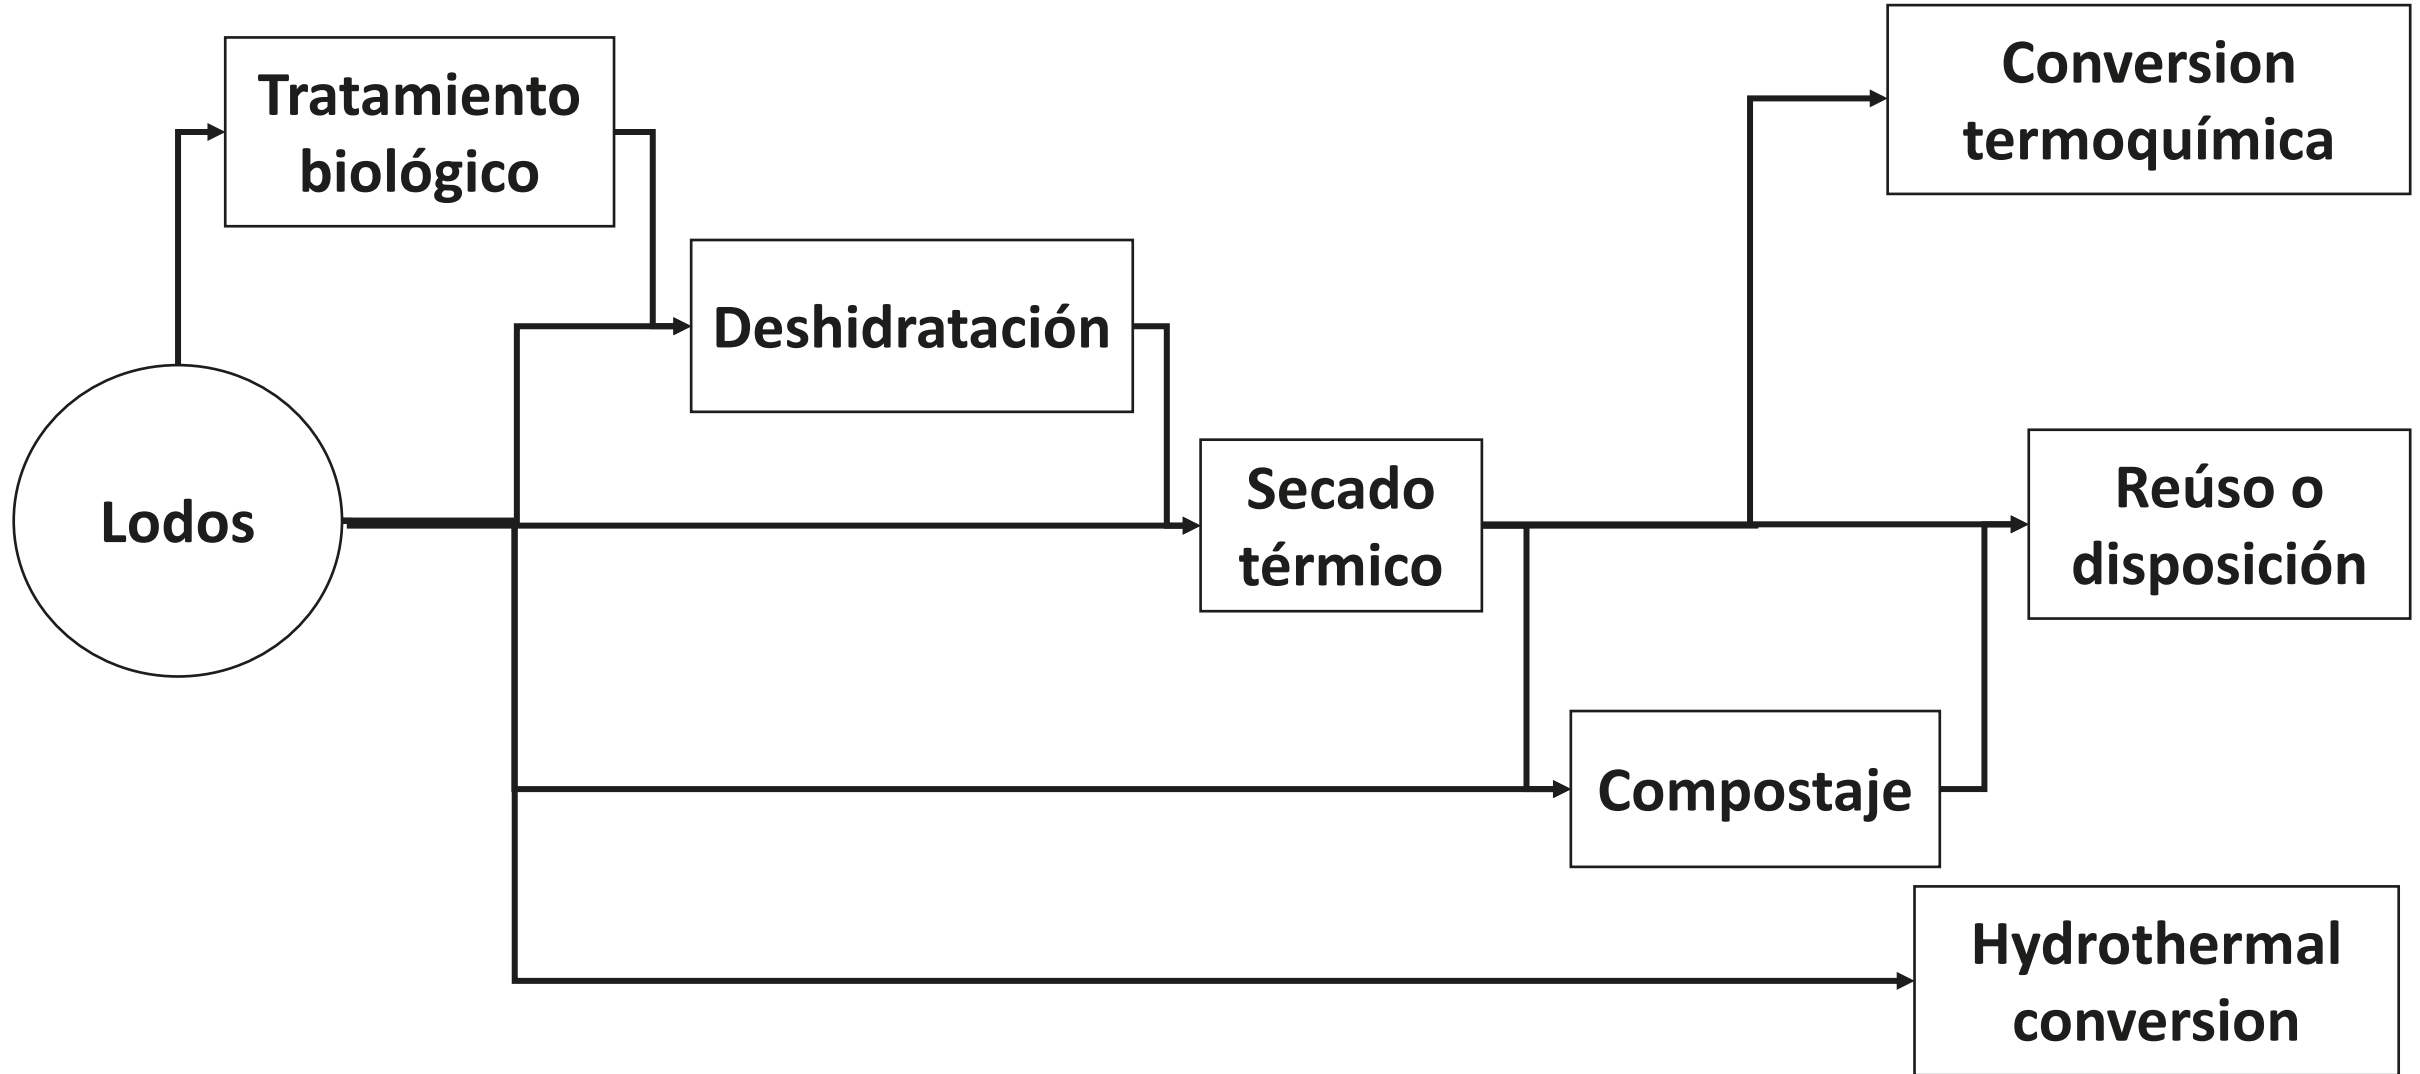 Tratamiento
biológico
Conversion
termoquímica
Deshidratación
Lodos
Secado
térmico
Reúso o
disposición
Compostaje
Hydrothermal
conversion